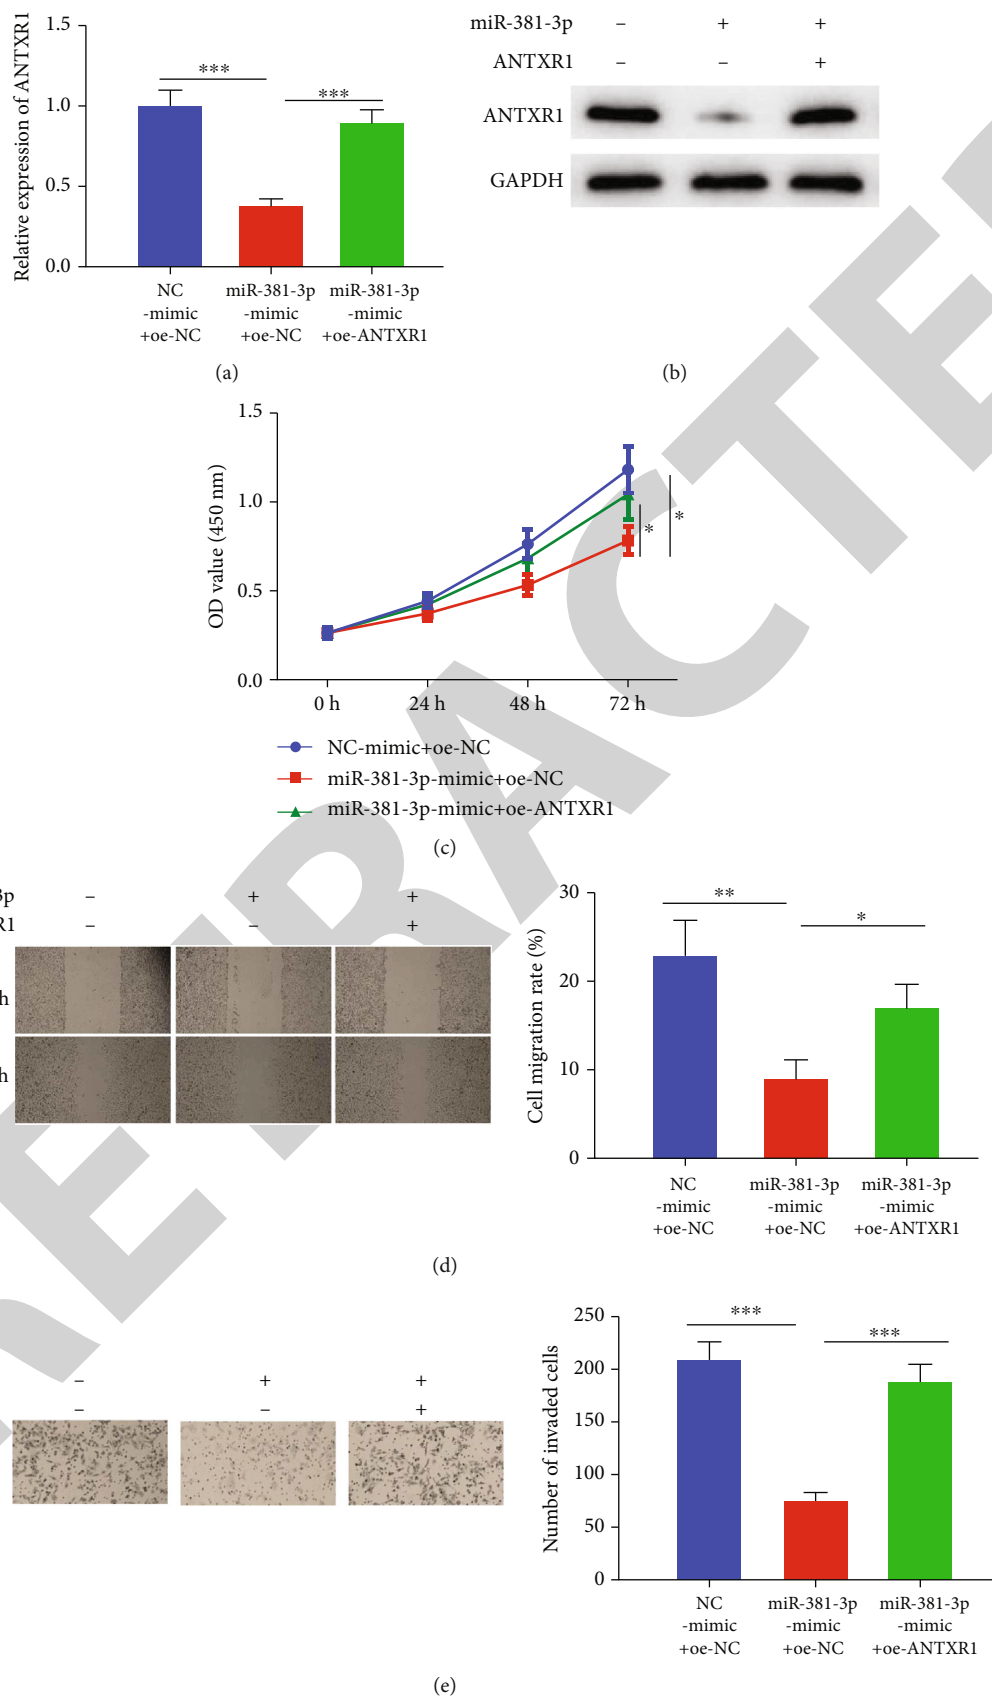 Relative expression of ANTXR1
1.5
1.0
0.5
0.0
***
***
NC
-mimic
+oe-NC
miR-381-3p
-mimic
+oe-NC
miR-381-3p
-mimic
+oe-ANTXR1
(a)
miR-381-3p – + +
ANTXR1 – – +
ANTXR1
GAPDH
(b)
OD value (450 nm)
1.5
1.0
0.5
0.0
*
*
0 h 24 h 48 h 72 h
NC-mimic+oe-NC
miR-381-3p-mimic+oe-NC
miR-381-3p-mimic+oe-ANTXR1
(c)
3p – + +
R1 – – +
h
h
Cell migration rate (%)
30
20
10
0
**
*
NC
-mimic
+oe-NC
miR-381-3p
-mimic
+oe-NC
miR-381-3p
-mimic
+oe-ANTXR1
(d)
– + +
– – +
Number of invaded cells
250
200
150
100
50
0
***
***
NC
-mimic
+oe-NC
miR-381-3p
-mimic
+oe-NC
miR-381-3p
-mimic
+oe-ANTXR1
(e)
RETRACTED